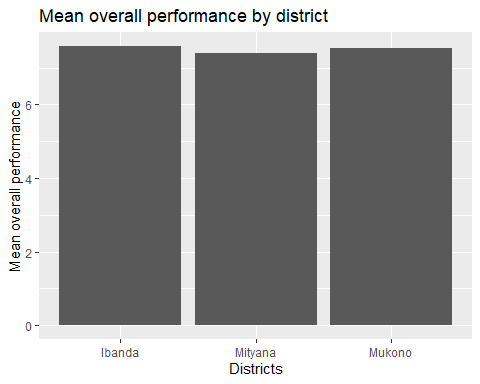 Mean overall performance by district
Mean overall performance
6
4
2
0
Ibanda
Mityana
Mukono
Districts